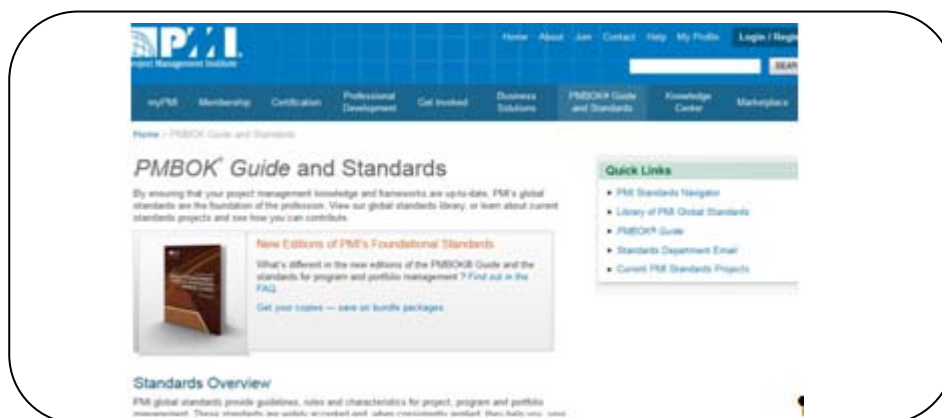 PMI
Project Management Institute
Home About Join Contact Help My Profile Login / Regi
SEAR
myPMI Membership Certification Professional Development Get Involved Business Solutions PMBOK® Guide and Standards Knowledge Center Marketplace
Home > PMBOK Guide and Standards
PMBOK® Guide and Standards
By ensuring that your project management knowledge and frameworks are up-to-date, PMI's global
standards are the foundation of the profession. View our global standards library, or learn about current
standards projects and see how you can contribute.
New Editions of PMI's Foundational Standards
What's different in the new editions of the PMBOK® Guide and the
standards for program and portfolio management ? Find out in the
FAQ.
Get your copies — save on bundle packages
Quick Links
PMI Standards Navigator
Library of PMI Global Standards
PMBOK® Guide
Standards Department Email
Current PMI Standards Projects
Standards Overview
PMI global standards provide guidelines, rules and characteristics for project, program and portfolio
management. These standards are widely accepted and, when consistently applied, they help you, your